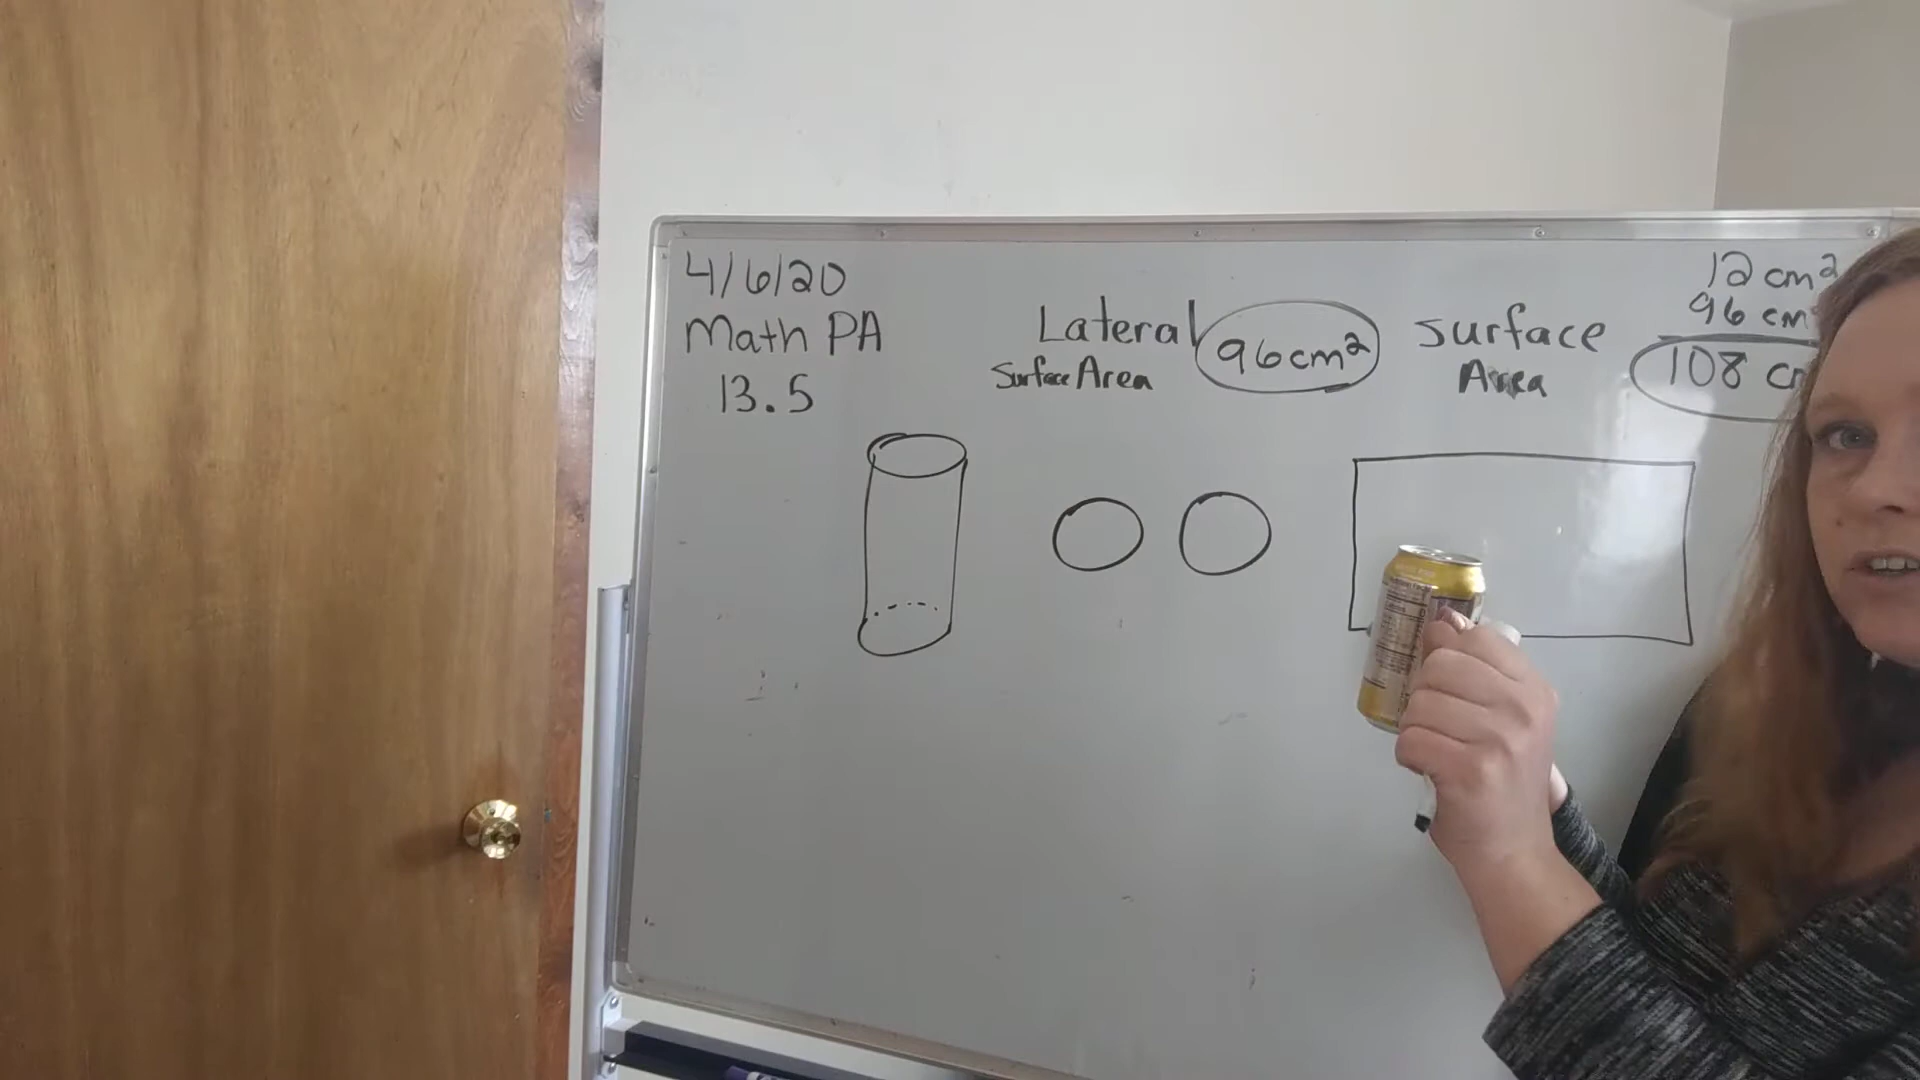 4/6/20
Math PA
13.5
Lateral
Surface Area
96cm²
Surface
Area
12 cm²
96 cm
108 c